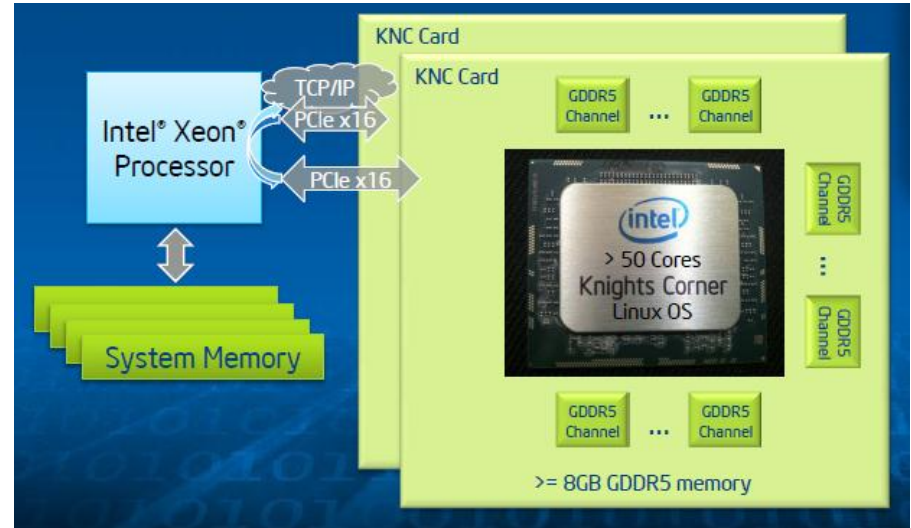 KNC Card
KNC Card
TCP/IP
PCIe x16
PCIe x16
Intel® Xeon®
Processor
System Memory
GDDR5
Channel
...
GDDR5
Channel
GDDR5
Channel
...
GDDR5
Channel
intel
> 50 Cores
Knights Corner
Linux OS
GDDR5
Channel
...
GDDR5
Channel
>= 8GB GDDR5 memory